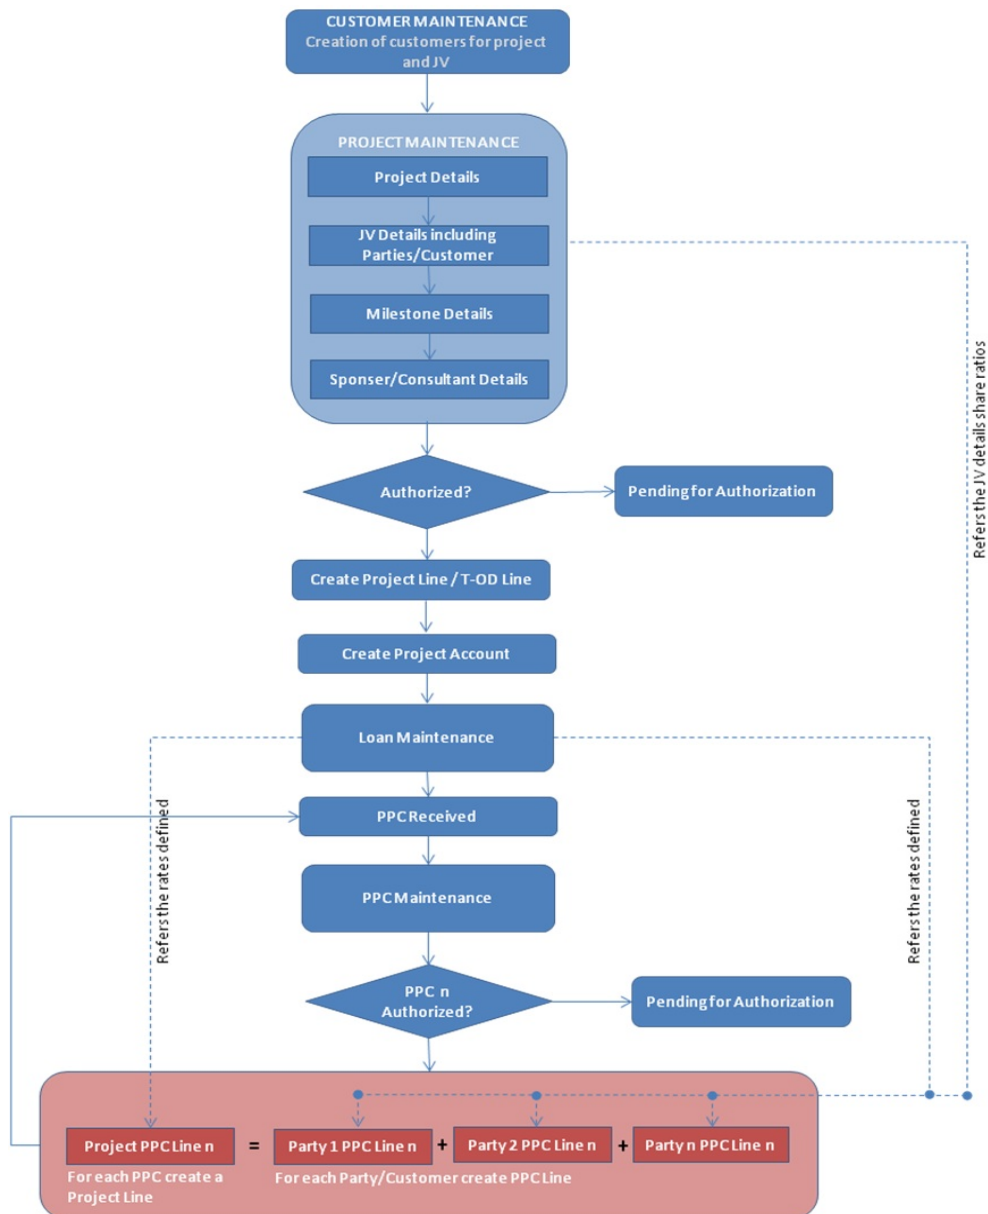 CUSTOMER MAINTENANCE
Creation of customers for project
and JV
PROJECT MAINTENANCE
Project Details
JV Details including
Parties/Customer
Milestone Details
Sponser/Consultant Details
Authorized?
Pending for Authorization
Create Project Line / T-OD Line
Create Project Account
Loan Maintenance
PPC Received
PPC Maintenance
PPC n
Authorized?
Pending for Authorization
Refers the rates defined
Refers the rates defined
Refers the JV details share ratios
Project PPC Line n = Party 1 PPC Line n + Party 2 PPC Line n + Party n PPC Line n
For each PPC create a
Project Line
For each Party/Customer create PPC Line